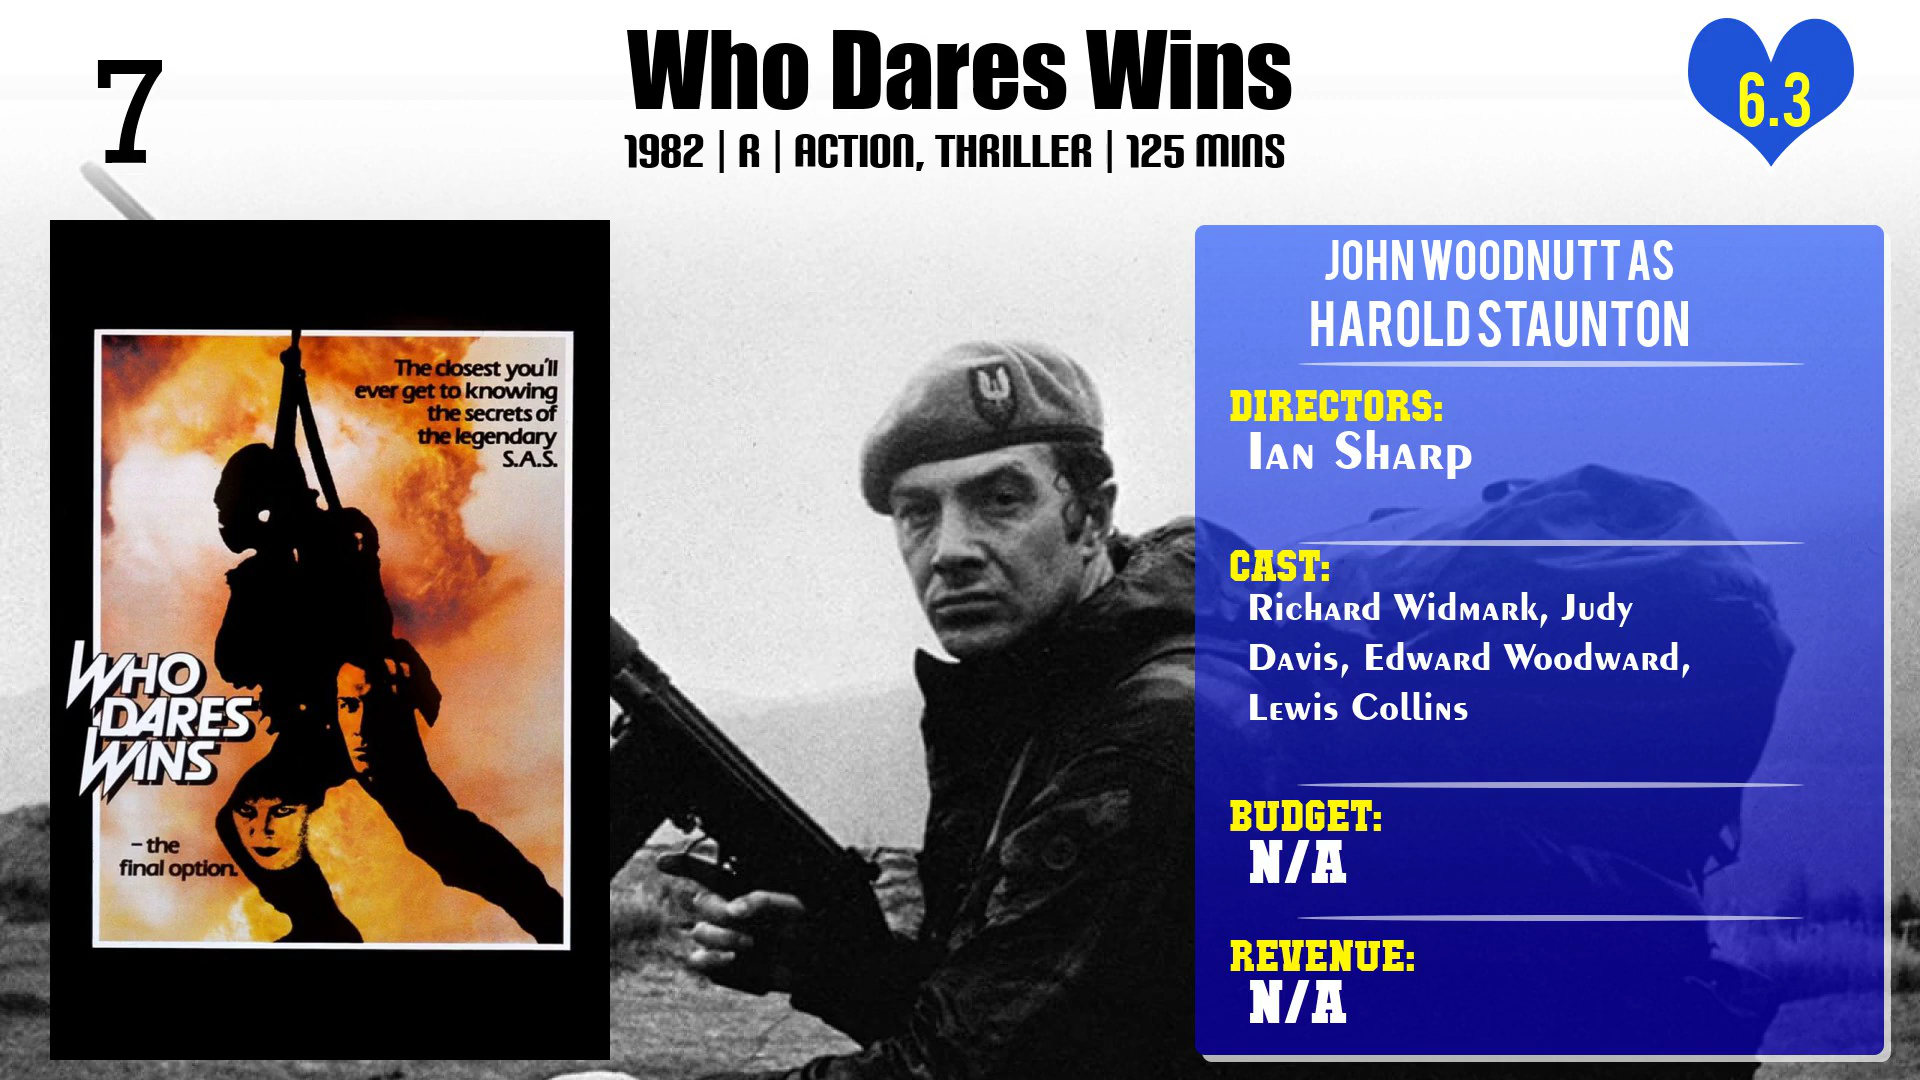 7
Who Dares Wins
1982 | R | ACTION, THRILLER | 125 MINS
6.3
The closest you'll
ever get to knowing
the secrets of
the legendary
S.A.S.
WHO
DARES
WINS
– the
final option.
JOHN WOODNUTT AS
HAROLD STAUNTON
DIRECTORS:
Ian Sharp
CAST:
Richard Widmark, Judy
Davis, Edward Woodward,
Lewis Collins
BUDGET:
N/A
REVENUE:
N/A